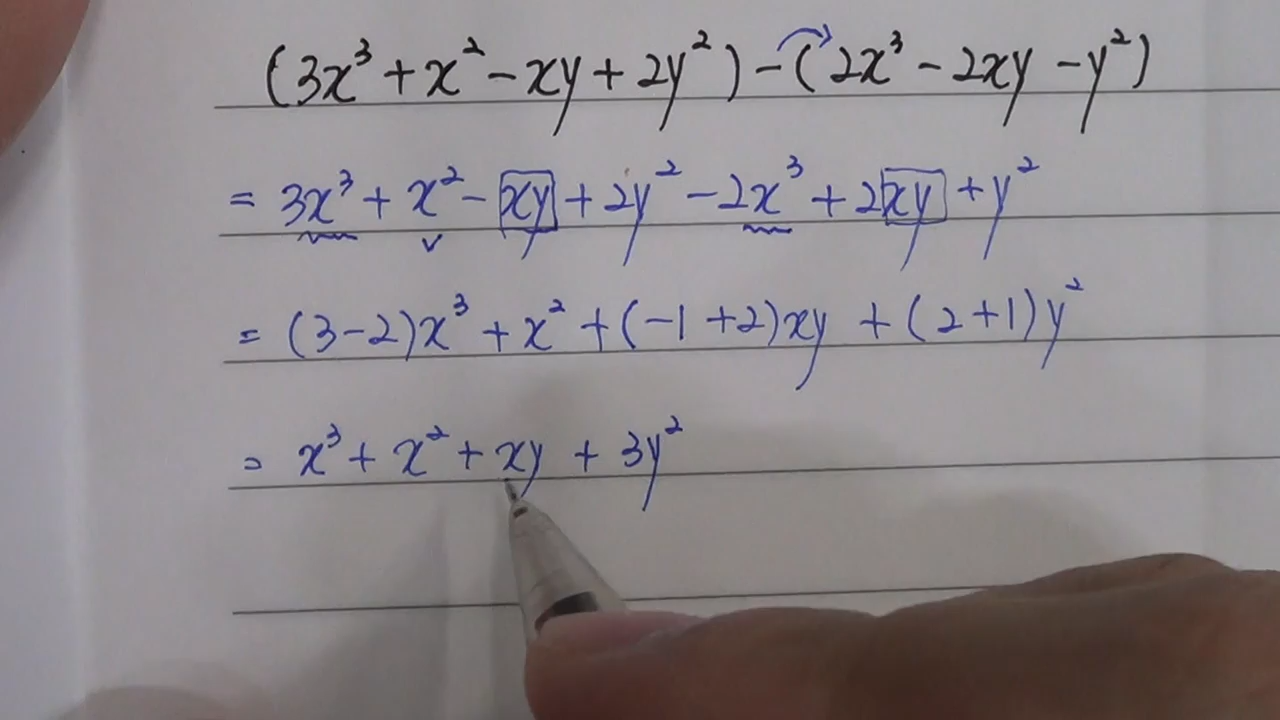 (3x³ + x² - xy + 2y²) - (2x³ - 2xy - y²)
= 3x³ + x² - xy + 2y² - 2x³ + 2xy + y²
= (3-2)x³ + x² + (-1+2)xy + (2+1)y²
= x³ + x² + xy + 3y²